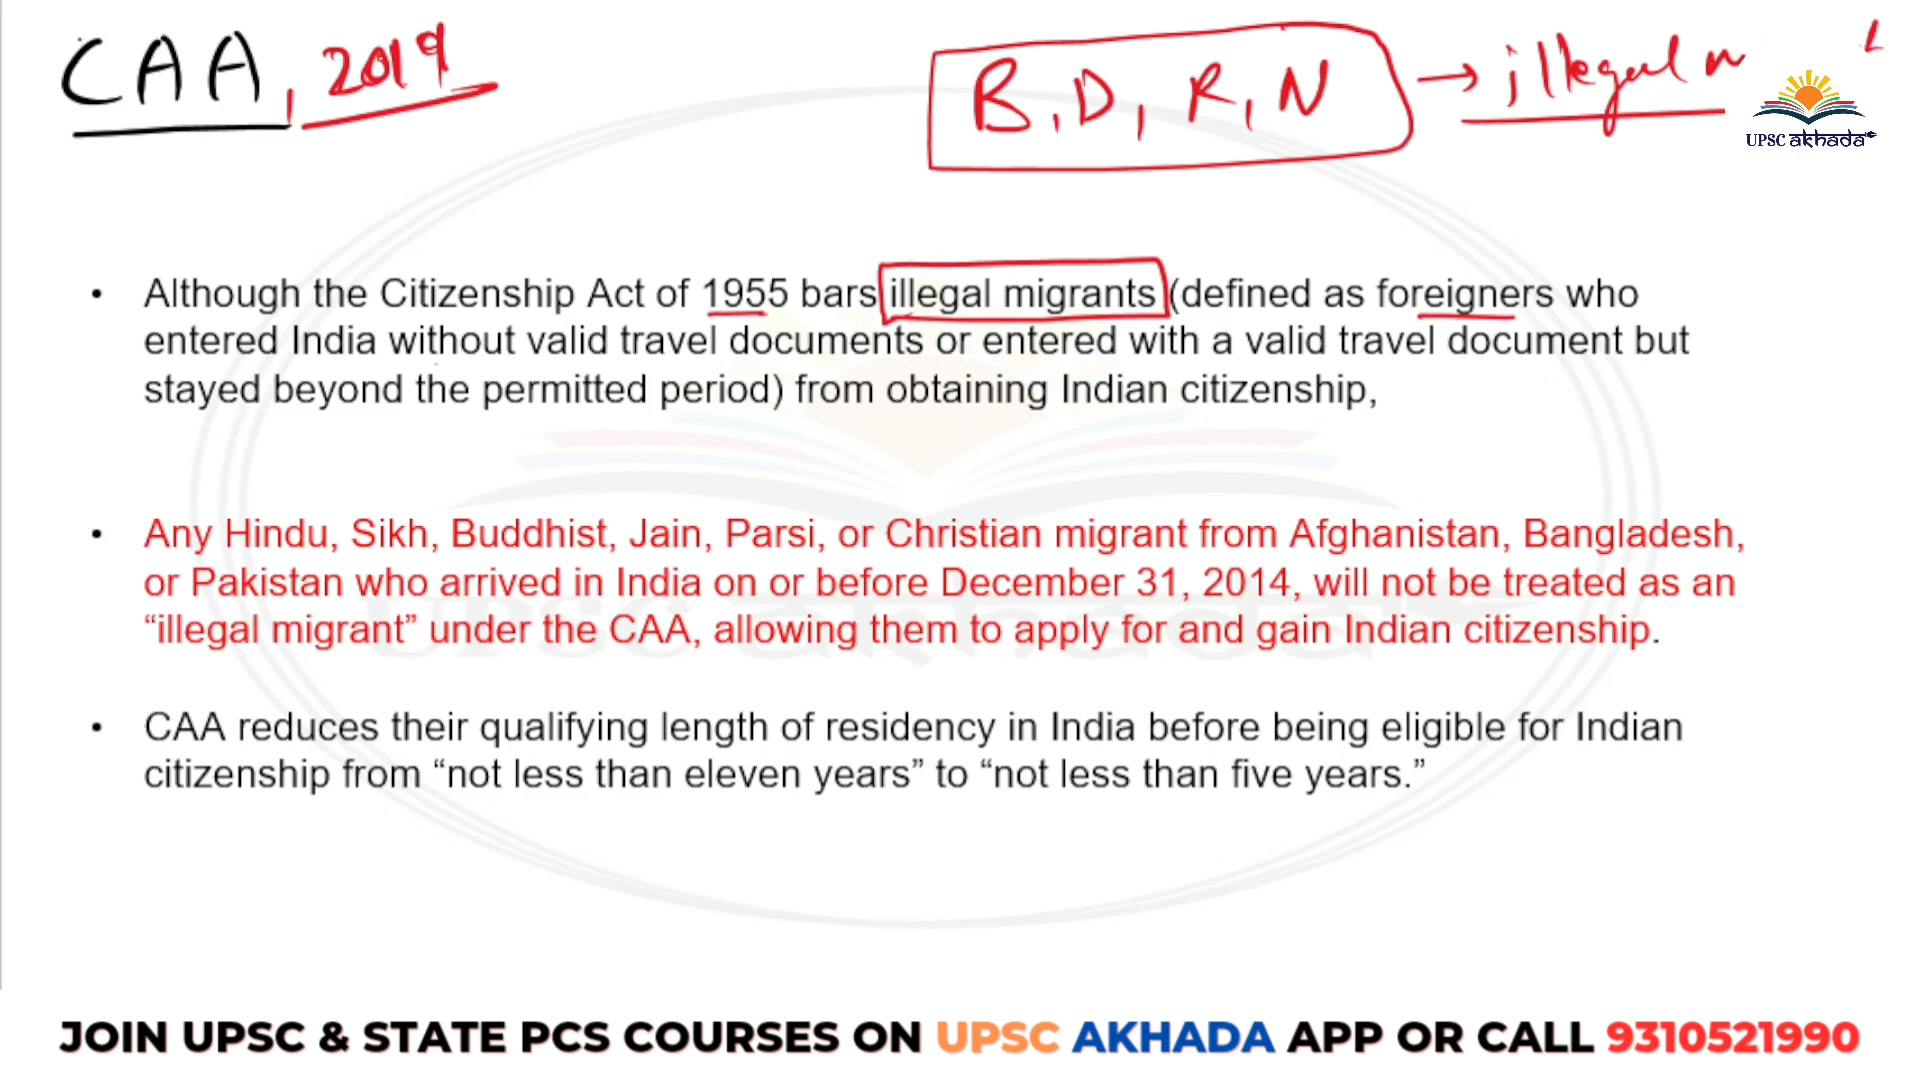 CAA, 2019
B, D, R, N → illegal
UPSC akhada
• Although the Citizenship Act of 1955 bars illegal migrants (defined as foreigners who
entered India without valid travel documents or entered with a valid travel document but
stayed beyond the permitted period) from obtaining Indian citizenship,
• Any Hindu, Sikh, Buddhist, Jain, Parsi, or Christian migrant from Afghanistan, Bangladesh,
or Pakistan who arrived in India on or before December 31, 2014, will not be treated as an
“illegal migrant” under the CAA, allowing them to apply for and gain Indian citizenship.
• CAA reduces their qualifying length of residency in India before being eligible for Indian
citizenship from “not less than eleven years” to “not less than five years.”
JOIN UPSC & STATE PCS COURSES ON UPSC AKHADA APP OR CALL 9310521990